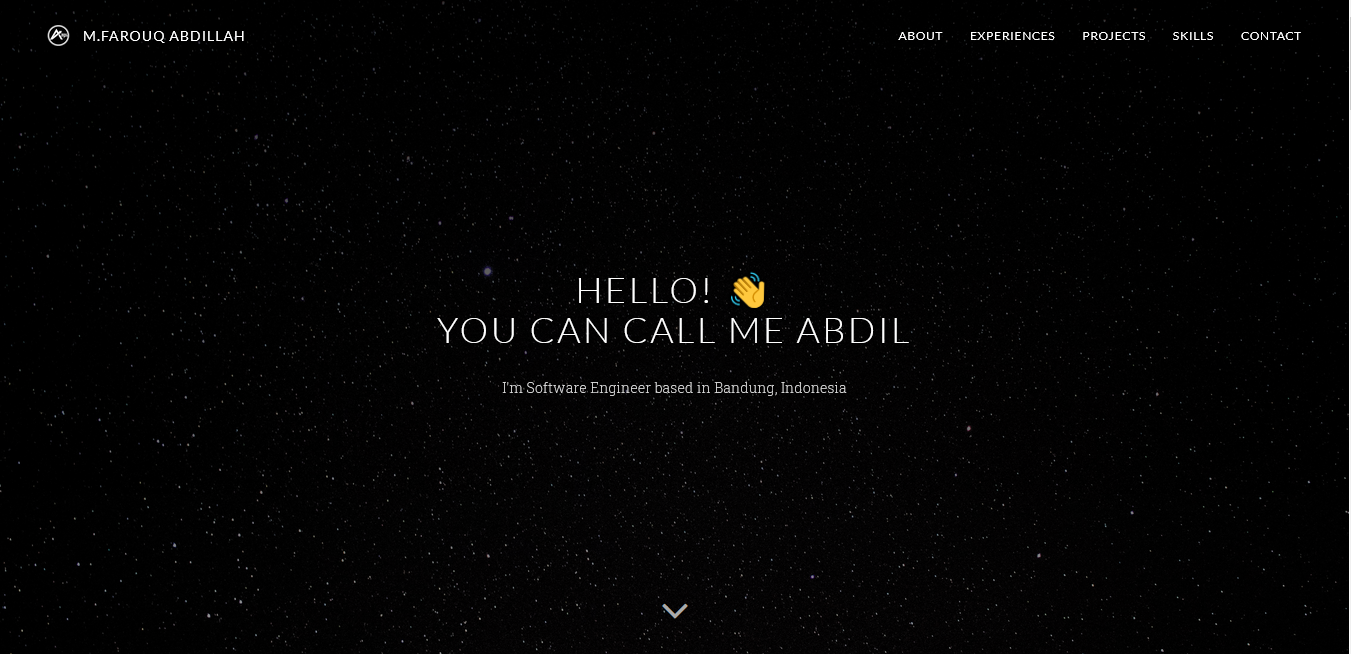 M.FAROUQ ABDILLAH
ABOUT EXPERIENCES PROJECTS SKILLS CONTACT
HELLO! 👋
YOU CAN CALL ME ABDIL
I'm Software Engineer based in Bandung, Indonesia